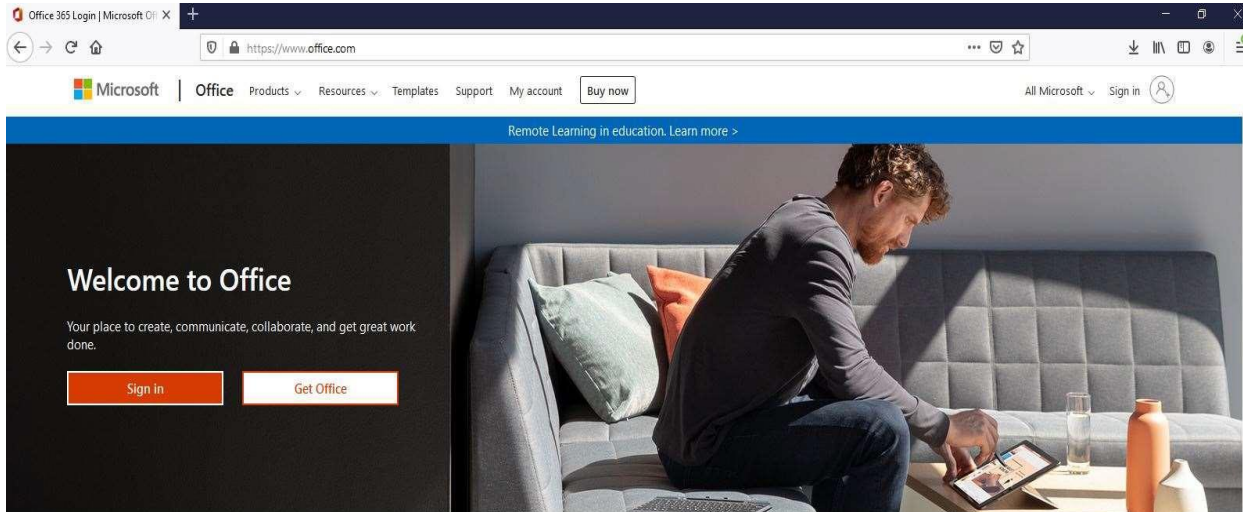 Office 365 Login | Microsoft Of
https://www.office.com
Microsoft | Office Products Resources Templates Support My account Buy now All Microsoft Sign in
Remote Learning in education. Learn more >
Welcome to Office
Your place to create, communicate, collaborate, and get great work
done.
Sign in Get Office